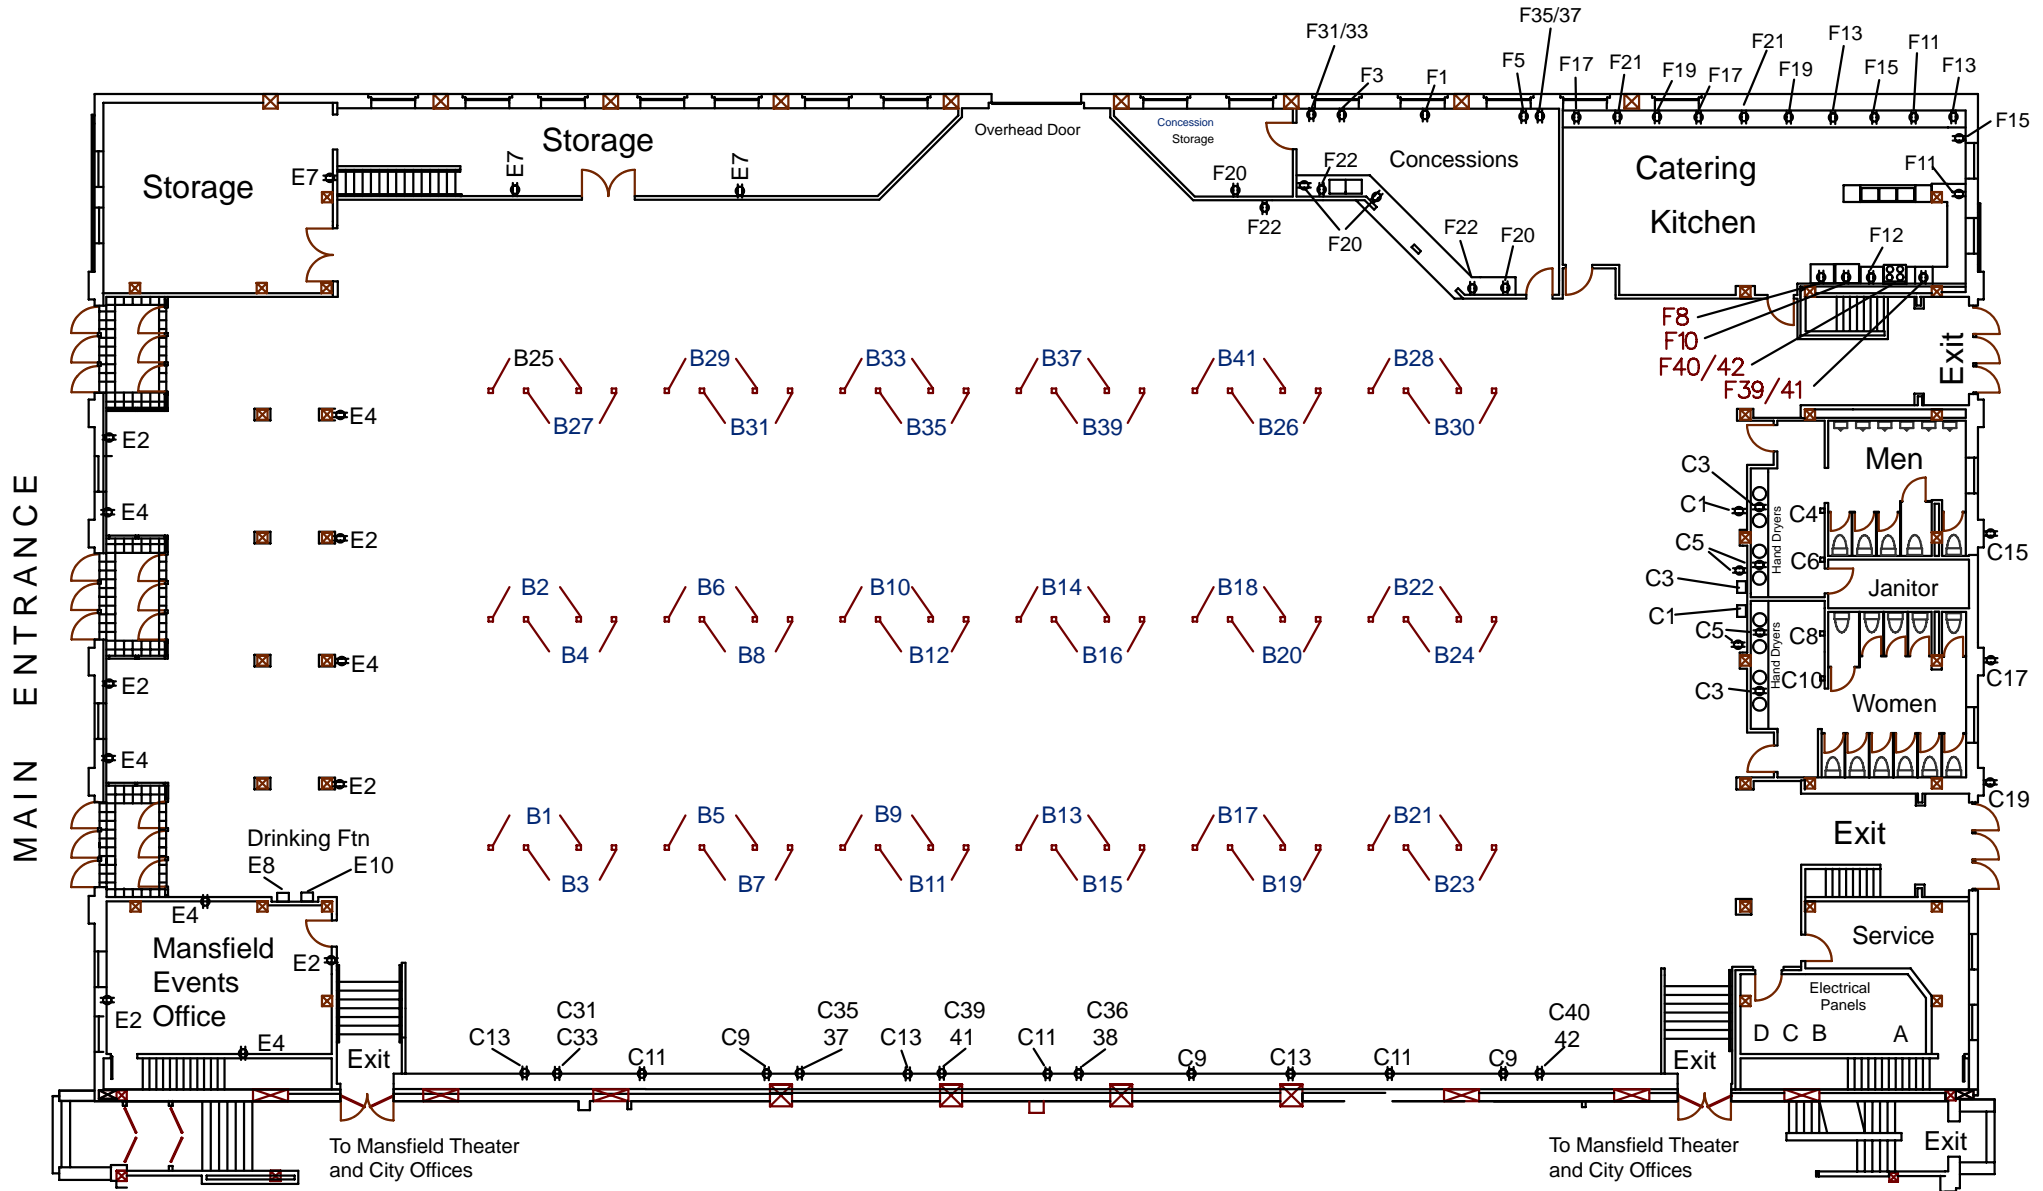 F35/37
F31/33
F3
F1
F5
F17
F21
F19
F17
F21
F19
F13
F15
F11
F13
F15
F11
Overhead Door
Concession
Storage
Storage
Storage
E7
E7
E7
F20
F22
F22
F20
Concessions
F22
F20
Catering
Kitchen
F12
F8
F10
F40/42
F39/41
Exit
MAIN ENTRANCE
B25
B29
B33
B37
B41
B28
B27
B31
B35
B39
B26
B30
E4
E2
E4
E2
E4
E2
E4
E2
B2
B6
B10
B14
B18
B22
B4
B8
B12
B16
B20
B24
C3
C1
C5
C3
C1
C5
C3
Hand Dryers
Hand Dryers
C4
C6
C8
C10
Men
Janitor
Women
C15
C17
C19
B1
B5
B9
B13
B17
B21
B3
B7
B11
B15
B19
B23
Exit
Drinking Ftn
E8
E10
E4
Mansfield
Events
Office
E2
E2
E4
Exit
C13
C31
C33
C11
C9
C35
37
C13
C39
41
C11
C36
38
C9
C13
C11
C9
C40
42
Exit
Service
Electrical
Panels
D C B A
To Mansfield Theater
and City Offices
To Mansfield Theater
and City Offices
Exit